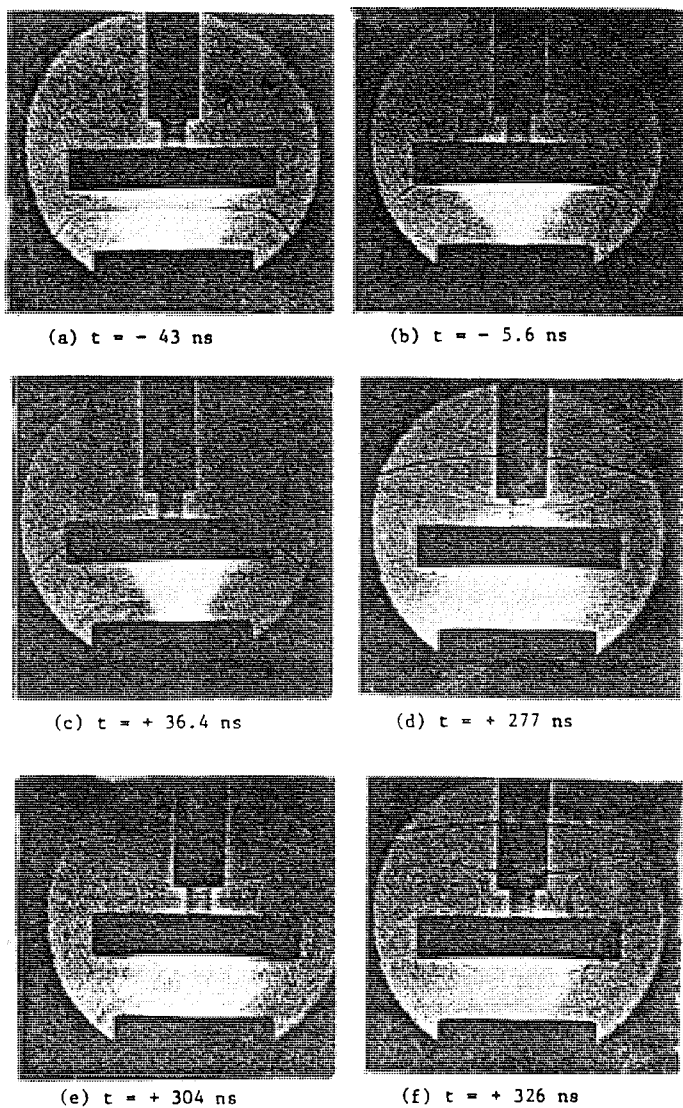 (a) t = - 43 ns
(b) t = - 5.6 ns
(c) t = + 36.4 ns
(d) t = + 277 ns
(e) t = + 304 ns
(f) t = + 326 ns